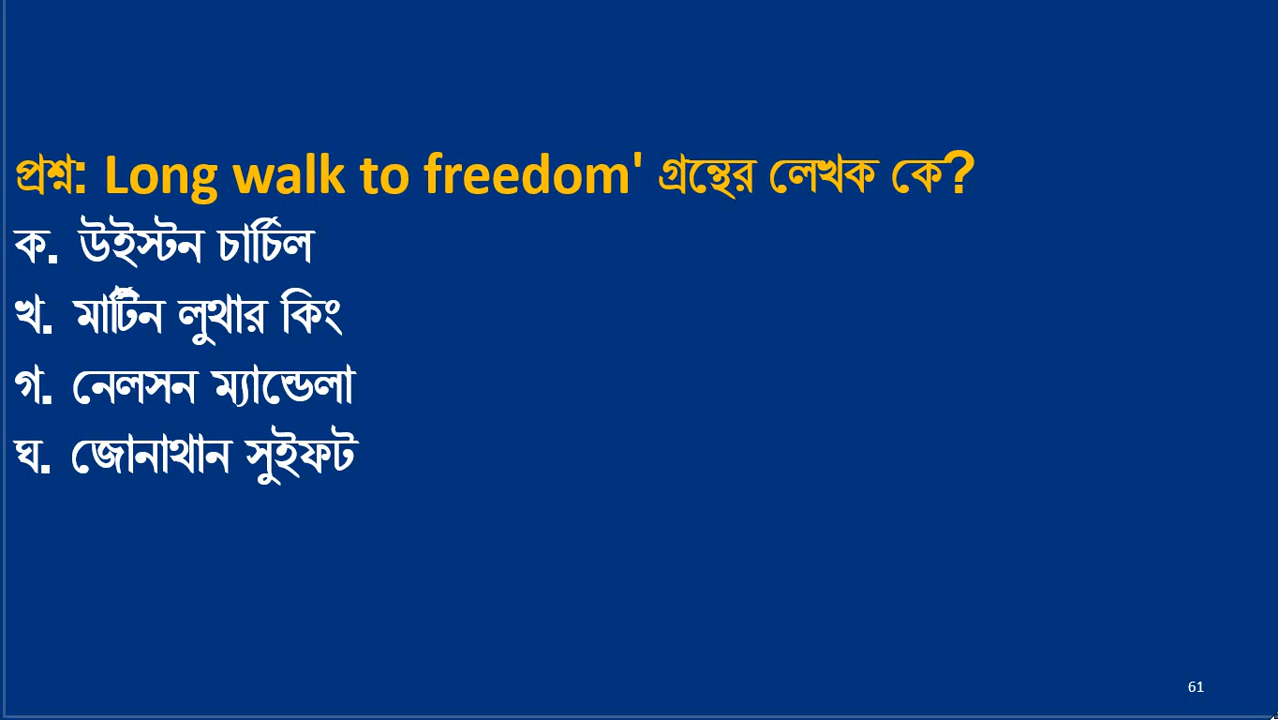 প্রশ্ন: Long walk to freedom' গ্রন্থের লেখক কে?
ক. উইস্টন চার্চিল
খ. মার্টিন লুথার কিং
গ. নেলসন ম্যান্ডেলা
ঘ. জোনাথান সুইফট
61